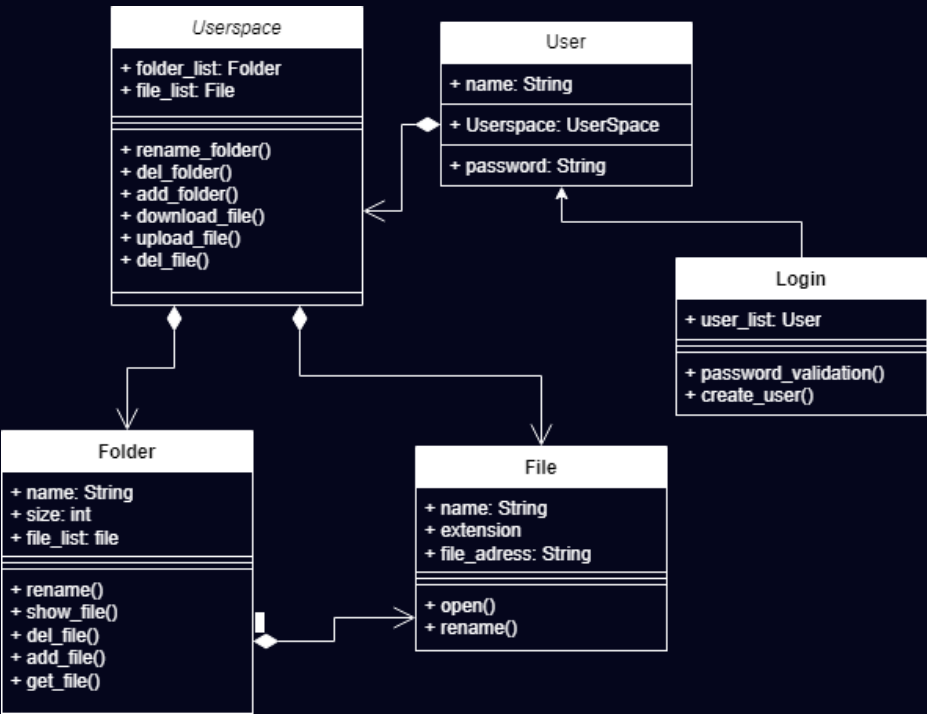 Userspace
+ folder_list: Folder
+ file_list: File
+ rename_folder()
+ del_folder()
+ add_folder()
+ download_file()
+ upload_file()
+ del_file()
User
+ name: String
+ Userspace: UserSpace
+ password: String
Login
+ user_list: User
+ password_validation()
+ create_user()
Folder
+ name: String
+ size: int
+ file_list: file
+ rename()
+ show_file()
+ del_file()
+ add_file()
+ get_file()
File
+ name: String
+ extension
+ file_adress: String
+ open()
+ rename()